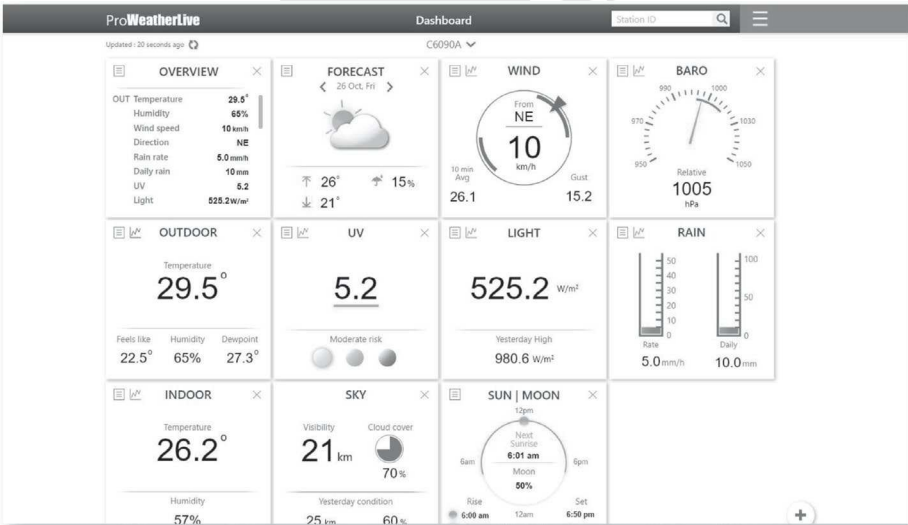 ProWeatherLive
Dashboard
Station ID
Updated : 20 seconds ago
C6090A
OVERVIEW
OUT Temperature 29.5°
Humidity 65%
Wind speed 10 km/h
Direction NE
Rain rate 5.0 mm/h
Daily rain 10 mm
UV 5.2
Light 525.2 W/m²
FORECAST
26 Oct, Fri
26° 15%
21°
WIND
From
NE
10
km/h
10 min
Avg
26.1
Gust
15.2
BARO
990 1000
970 1030
950 1050
Relative
1005
hPa
OUTDOOR
Temperature
29.5°
Feels like Humidity Dewpoint
22.5° 65% 27.3°
UV
5.2
Moderate risk
LIGHT
525.2 W/m²
Yesterday High
980.6 W/m²
RAIN
50
40
30
20
10
0
Rate
5.0 mm/h
100
50
0
Daily
10.0 mm
INDOOR
Temperature
26.2°
Humidity
57%
SKY
Visibility Cloud cover
21 km
70%
Yesterday condition
25 km 60%
SUN | MOON
12pm
Next
Sunrise
6:01 am
6am 6pm
Moon
50%
Rise Set
6:00 am 12am 6:50 pm